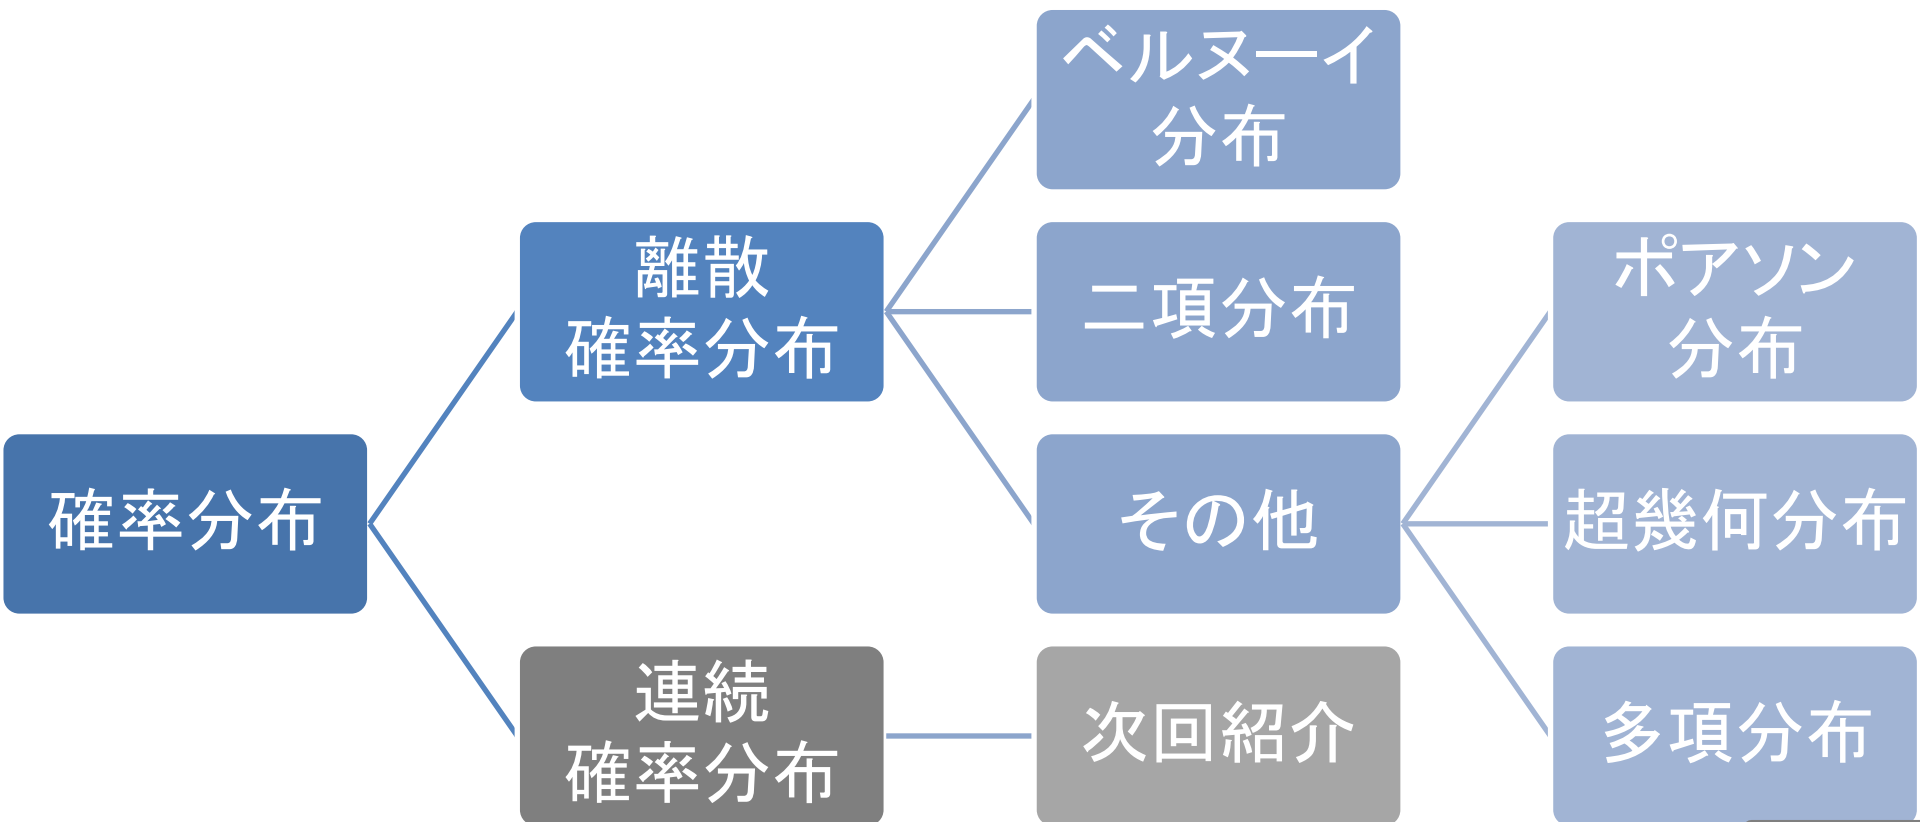 確率分布
離散
確率分布
ベルヌーイ
分布
二項分布
その他
ポアソン
分布
超幾何分布
多項分布
連続
確率分布
次回紹介